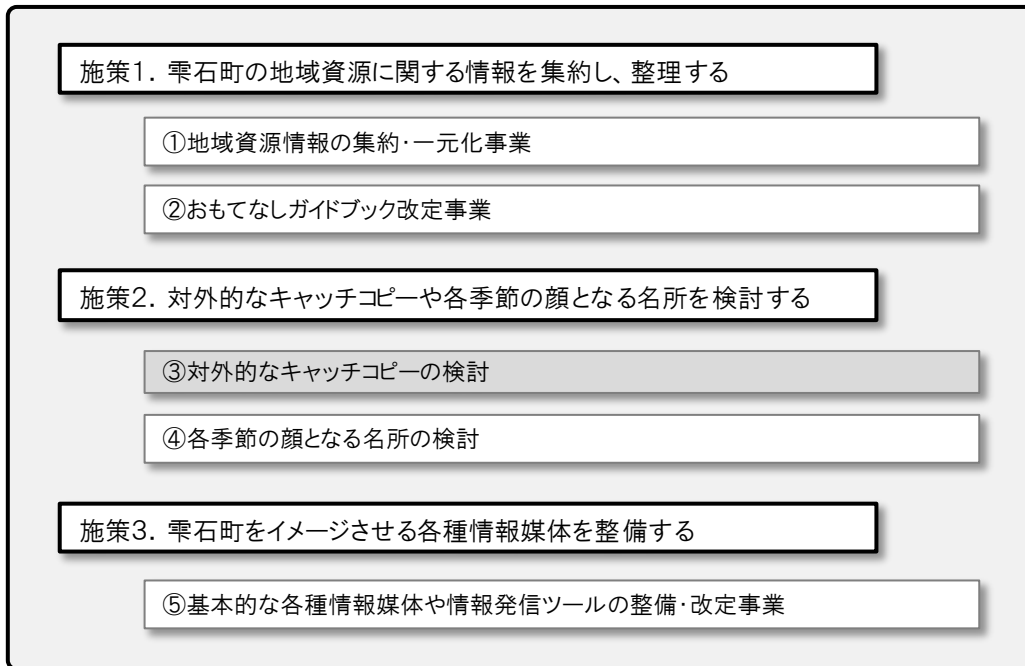 施策1．雫石町の地域資源に関する情報を集約し、整理する
①地域資源情報の集約・一元化事業
②おもてなしガイドブック改定事業
施策2．対外的なキャッチコピーや各季節の顔となる名所を検討する
③対外的なキャッチコピーの検討
④各季節の顔となる名所の検討
施策3．雫石町をイメージさせる各種情報媒体を整備する
⑤基本的な各種情報媒体や情報発信ツールの整備・改定事業